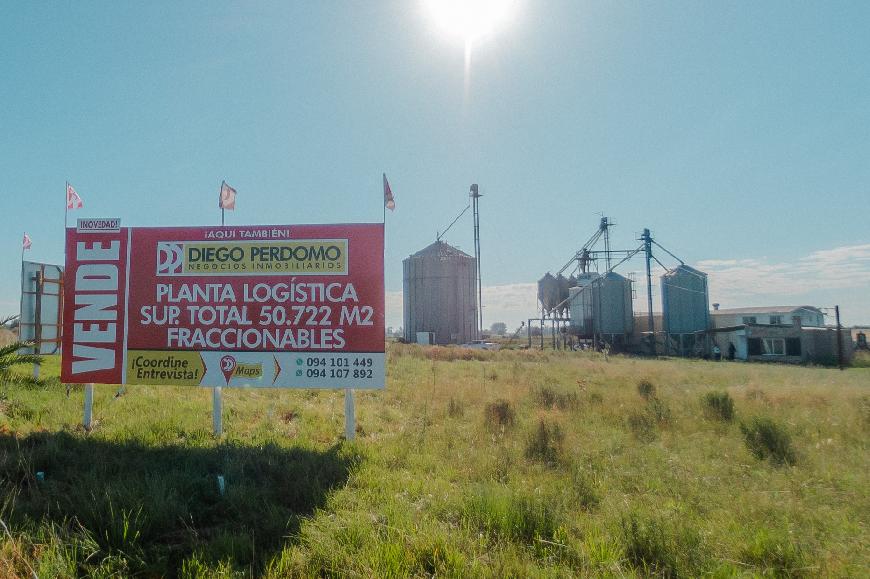 ¡NOVEDAD!
VENDE
¡AQUÍ TAMBIÉN!
DIEGO PERDOMO
NEGOCIOS INMOBILIARIOS
PLANTA LOGÍSTICA
SUP. TOTAL 50.722 M2
FRACCIONABLES
¡Coordine
Entrevista!
Maps
094 101 449
094 107 892